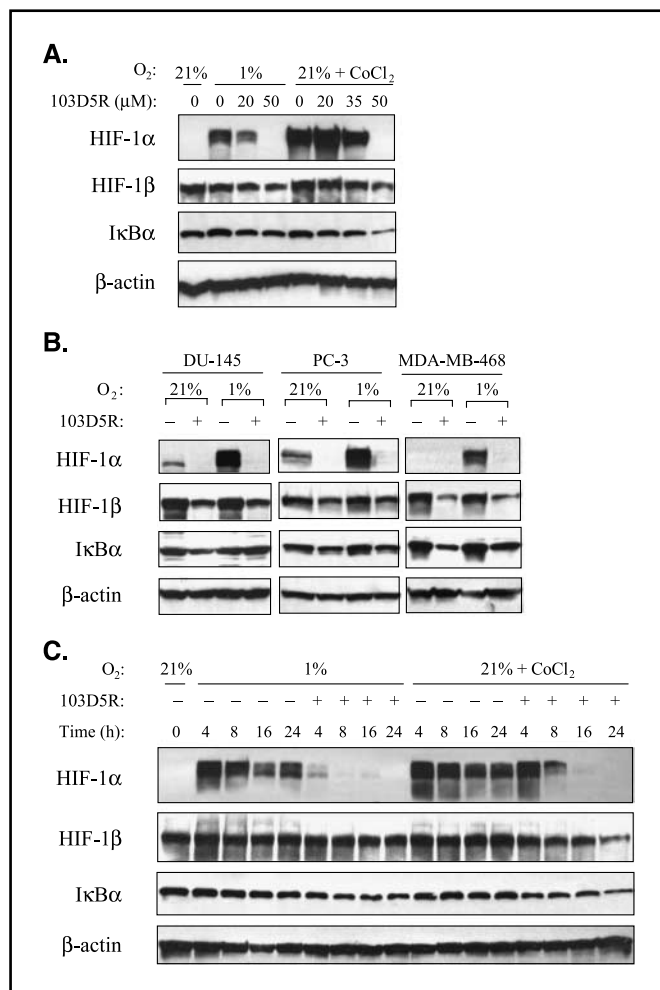 A.
O₂: 21% 1% 21% + CoCl₂
103D5R (μM): 0 0 20 50 0 20 35 50
HIF-1α
HIF-1β
IκBα
β-actin
B.
DU-145 PC-3 MDA-MB-468
O₂: 21% 1% 21% 1% 21% 1%
103D5R: – + – + – + – + – + – +
HIF-1α
HIF-1β
IκBα
β-actin
C.
O₂: 21% 1% 21% + CoCl₂
103D5R: – – – – – + + + + – – – – + + + +
Time (h): 0 4 8 16 24 4 8 16 24 4 8 16 24 4 8 16 24
HIF-1α
HIF-1β
IκBα
β-actin